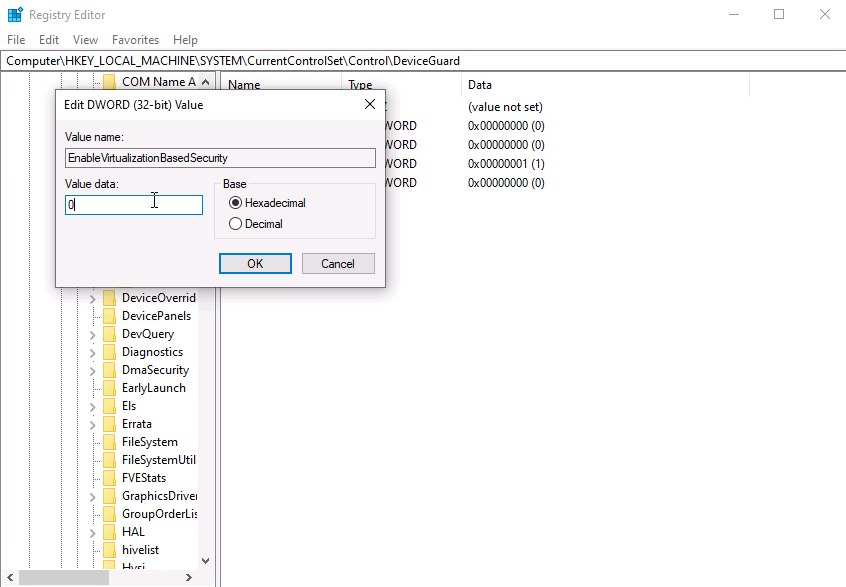 Registry Editor
File Edit View Favorites Help
Computer\HKEY_LOCAL_MACHINE\SYSTEM\CurrentControlSet\Control\DeviceGuard
COM Name A
Name Type Data
(value not set)
WORD 0x00000000 (0)
WORD 0x00000000 (0)
WORD 0x00000001 (1)
WORD 0x00000000 (0)
Edit DWORD (32-bit) Value
Value name:
EnableVirtualizationBasedSecurity
Value data:
0
Base
Hexadecimal
Decimal
OK Cancel
DeviceOverrid
DevicePanels
DevQuery
Diagnostics
DmaSecurity
EarlyLaunch
Els
Errata
FileSystem
FileSystemUtil
FVEStats
GraphicsDriver
GroupOrderLis
HAL
hivelist
Hvsi